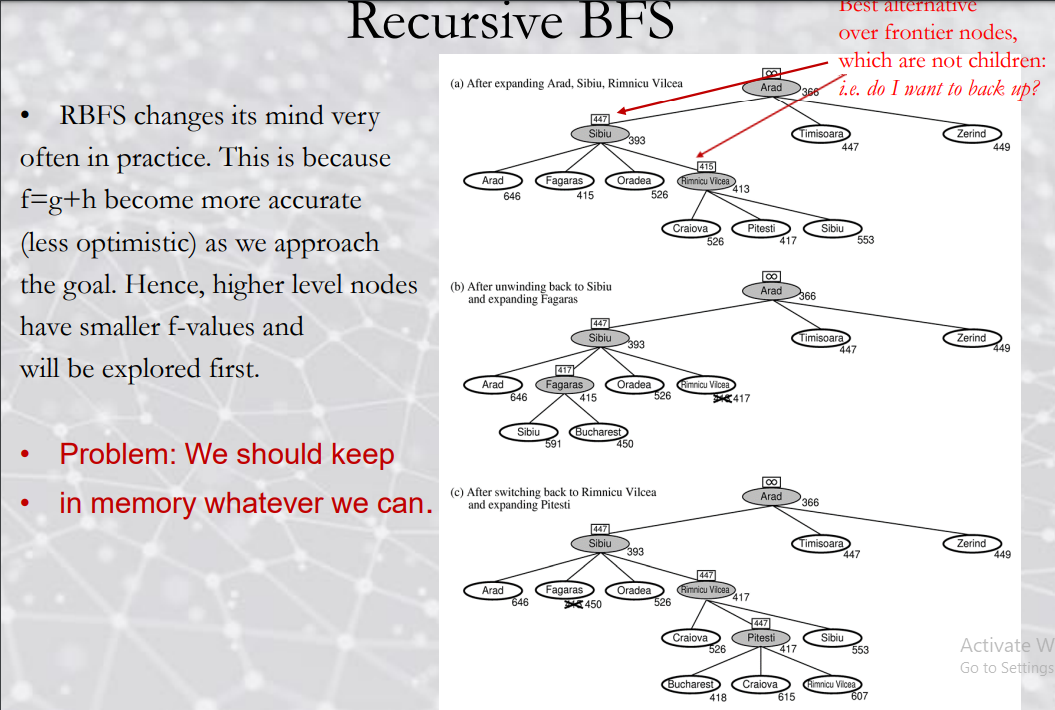 Recursive BFS
Best alternative
over frontier nodes,
which are not children:
i.e. do I want to back up?
• RBFS changes its mind very
often in practice. This is because
f=g+h become more accurate
(less optimistic) as we approach
the goal. Hence, higher level nodes
have smaller f-values and
will be explored first.
• Problem: We should keep
• in memory whatever we can.
(a) After expanding Arad, Sibiu, Rimnicu Vilcea
∞
Arad 366
447
Sibiu 393
Timisoara 447
Zerind 449
Arad 646
Fagaras 415
Oradea 526
415
Rimnicu Vilcea 413
Craiova 526
Pitesti 417
Sibiu 553
(b) After unwinding back to Sibiu
and expanding Fagaras
∞
Arad 366
447
Sibiu 393
Timisoara 447
Zerind 449
Arad 646
417
Fagaras 415
Oradea 526
Rimnicu Vilcea 417
Sibiu 591
Bucharest 450
(c) After switching back to Rimnicu Vilcea
and expanding Pitesti
∞
Arad 366
447
Sibiu 393
Timisoara 447
Zerind 449
Arad 646
Fagaras 450
Oradea 526
447
Rimnicu Vilcea 417
Craiova 526
447
Pitesti 417
Sibiu 553
Bucharest 418
Craiova 615
Rimnicu Vilcea 607
Activate W
Go to Settings